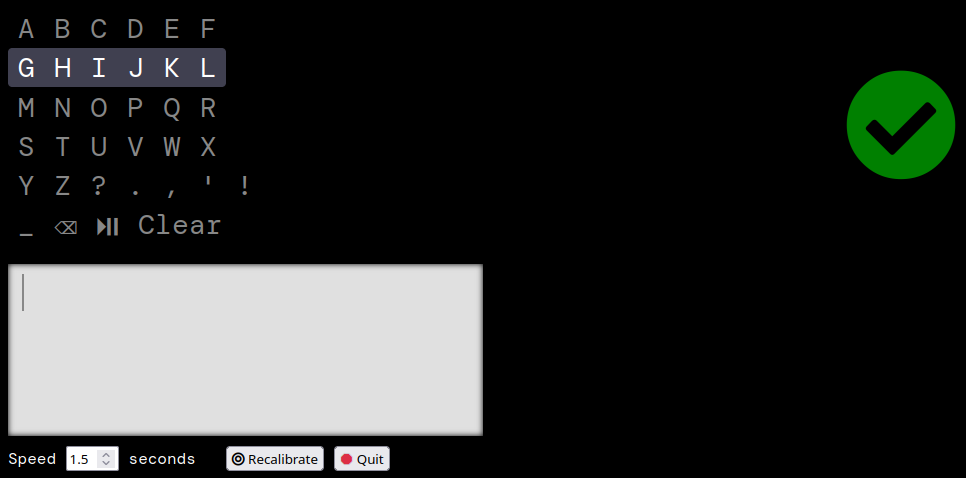 A B C D E F
G H I J K L
M N O P Q R
S T U V W X
Y Z ? . , ' !
_ ⌫ ⏯ Clear
Speed 1.5 seconds Recalibrate Quit